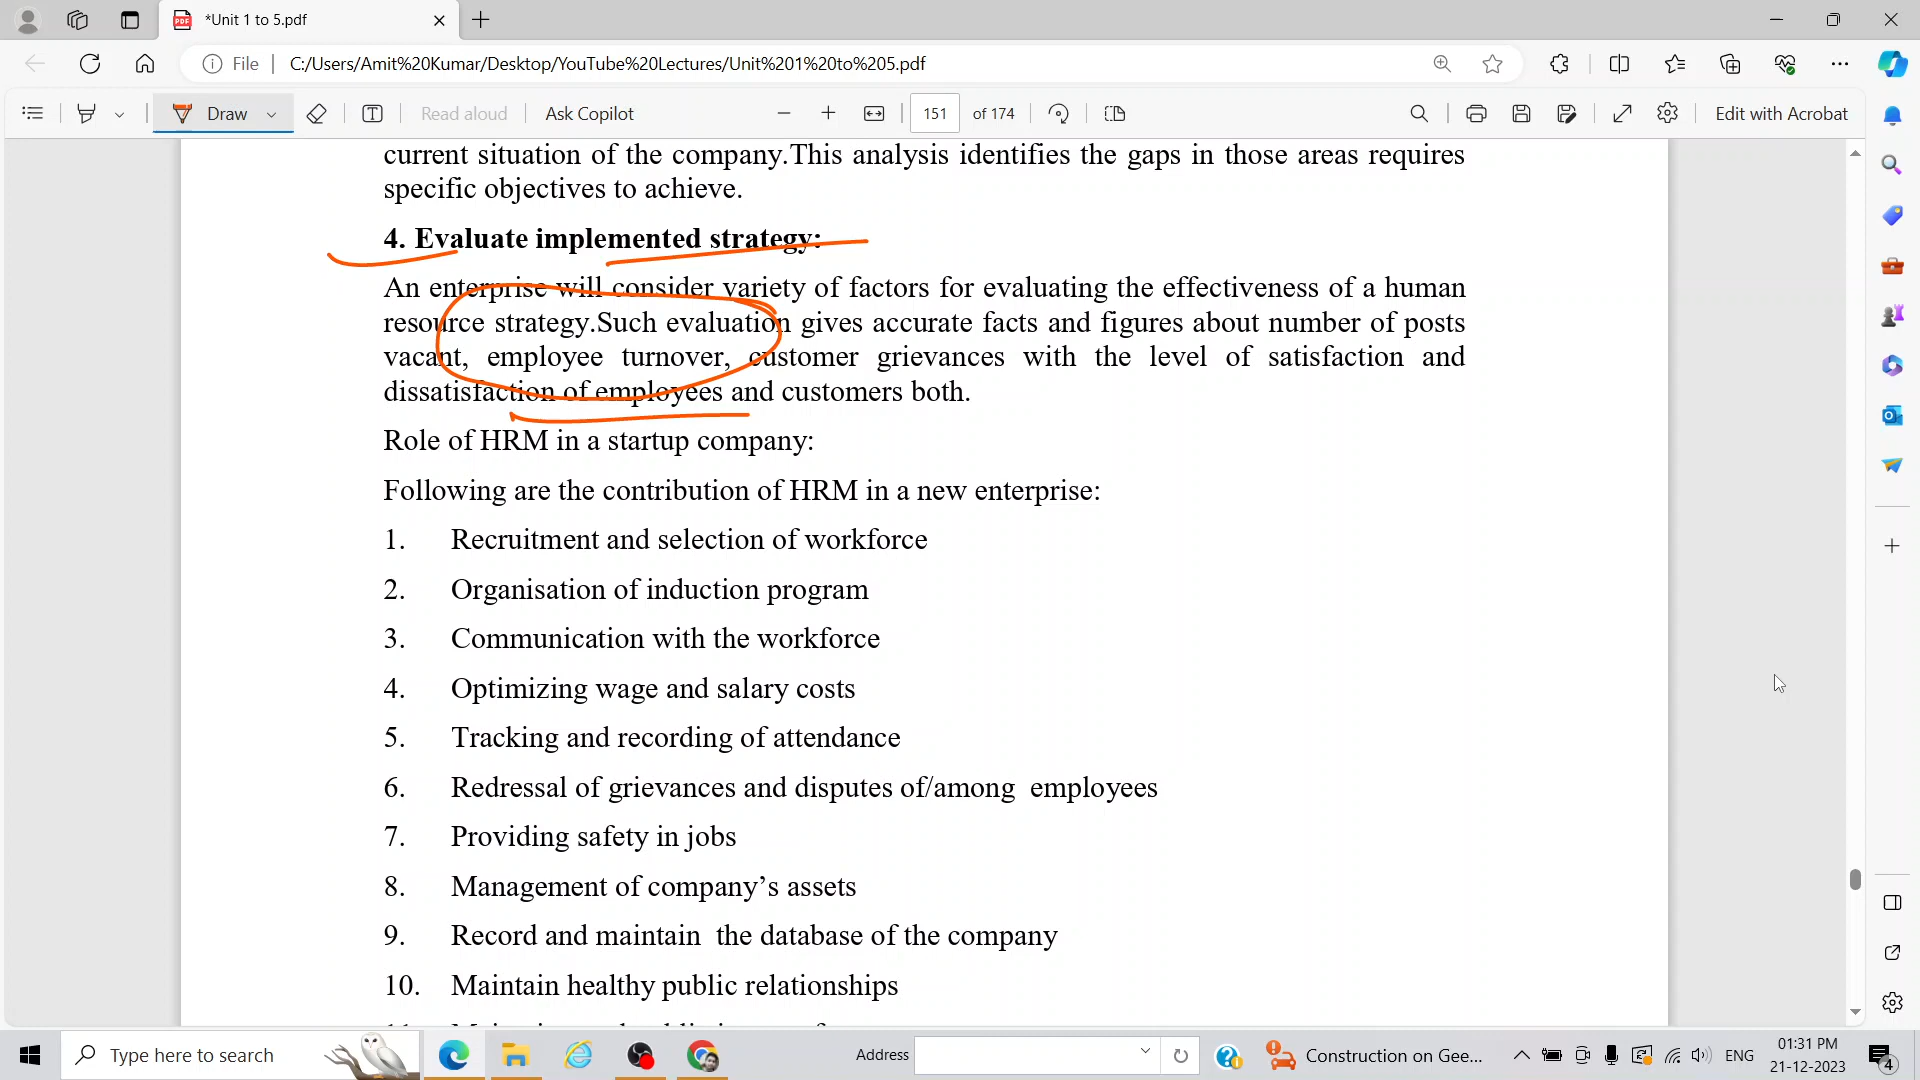 *Unit 1 to 5.pdf
File
C:/Users/Amit%20Kumar/Desktop/YouTube%20Lectures/Unit%201%20to%205.pdf
Draw
Read aloud
Ask Copilot
151 of 174
Edit with Acrobat
current situation of the company.This analysis identifies the gaps in those areas requires
specific objectives to achieve.
4. Evaluate implemented strategy:
An enterprise will consider variety of factors for evaluating the effectiveness of a human
resource strategy.Such evaluation gives accurate facts and figures about number of posts
vacant, employee turnover, customer grievances with the level of satisfaction and
dissatisfaction of employees and customers both.
Role of HRM in a startup company:
Following are the contribution of HRM in a new enterprise:
1. Recruitment and selection of workforce
2. Organisation of induction program
3. Communication with the workforce
4. Optimizing wage and salary costs
5. Tracking and recording of attendance
6. Redressal of grievances and disputes of/among employees
7. Providing safety in jobs
8. Management of company’s assets
9. Record and maintain the database of the company
10. Maintain healthy public relationships
Type here to search
Address
Construction on Gee...
ENG
01:31 PM
21-12-2023
4